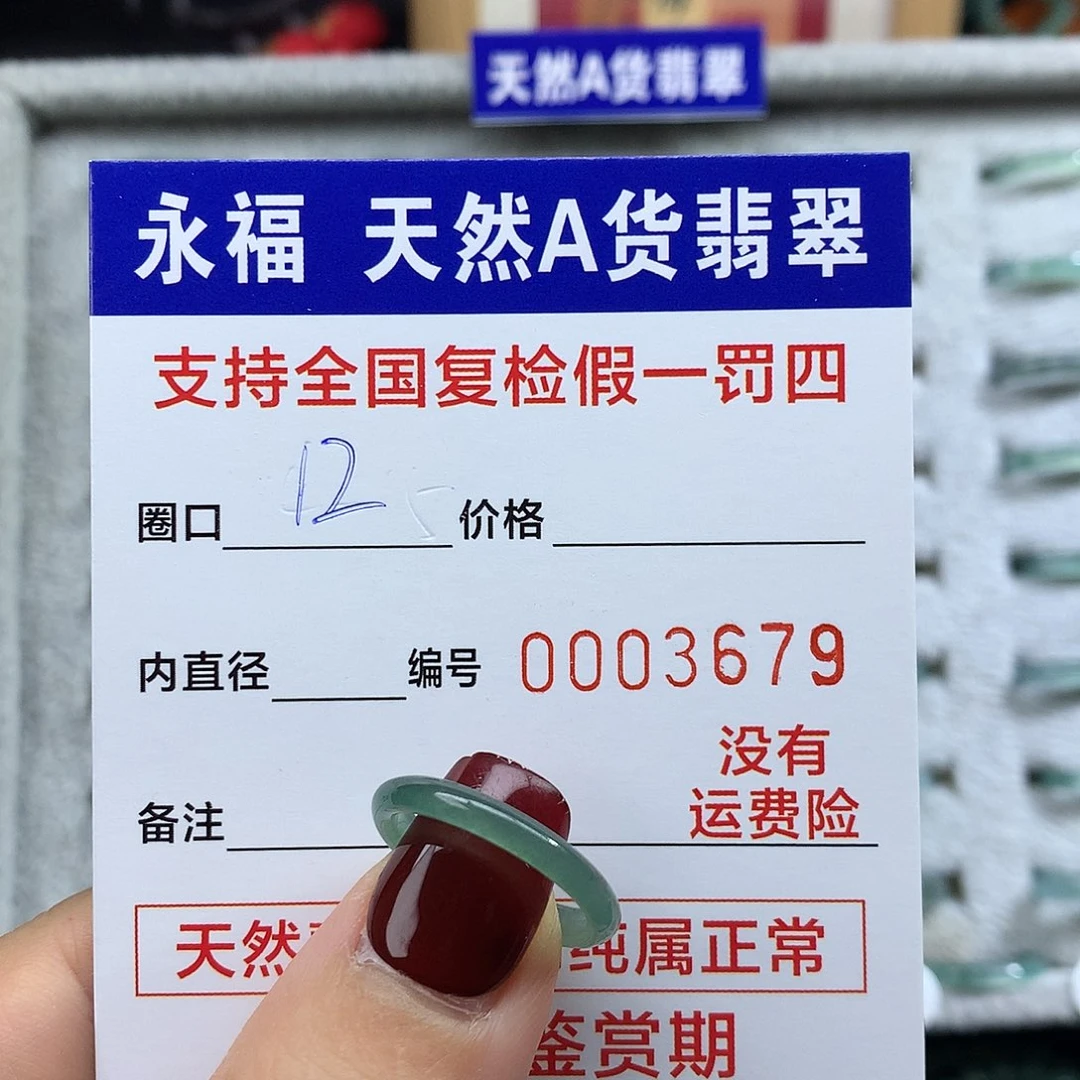 天然A货翡翠
永福 天然A货翡翠
支持全国复检假一罚四
圈口 12 价格
内直径 编号 0003679
没有
备注 运费险
天然 纯属正常
鉴赏期